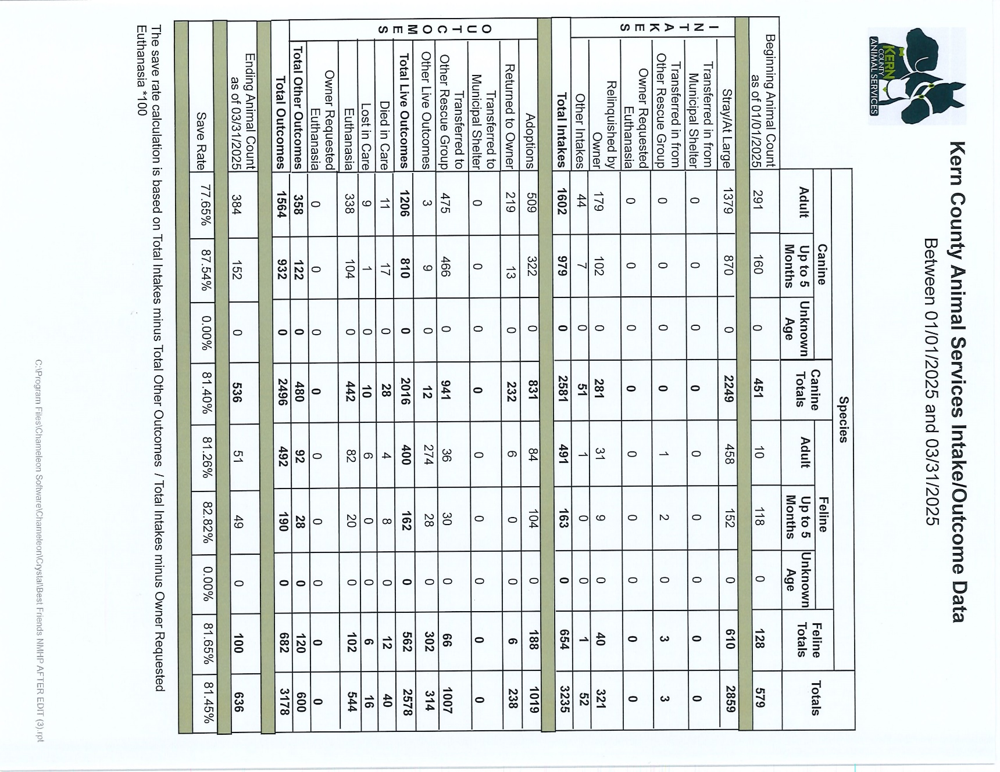 KERN
COUNTY
ANIMAL SERVICES
Kern County Animal Services Intake/Outcome Data
Between 01/01/2025 and 03/31/2025
Species
Canine Canine Totals Feline Feline Totals Totals
Adult Up to 5 Months Unknown Age Adult Up to 5 Months Unknown Age
Beginning Animal Count as of 01/01/2025 291 160 0 451 10 118 0 128 579
INTAKES
Stray/At Large 1379 870 0 2249 458 152 0 610 2859
Transferred in from Municipal Shelter 0 0 0 0 0 0 0 0 0
Transferred in from Other Rescue Group 0 0 0 0 1 2 0 3 3
Owner Requested Euthanasia 0 0 0 0 0 0 0 0 0
Relinquished by Owner 179 102 0 281 31 9 0 40 321
Other Intakes 44 7 0 51 1 0 0 1 52
Total Intakes 1602 979 0 2581 491 163 0 654 3235
OUTCOMES
Adoptions 509 322 0 831 84 104 0 188 1019
Returned to Owner 219 13 0 232 6 0 0 6 238
Transferred to Municipal Shelter 0 0 0 0 0 0 0 0 0
Transferred to Other Rescue Group 475 466 0 941 36 30 0 66 1007
Other Live Outcomes 3 9 0 12 274 28 0 302 314
Total Live Outcomes 1206 810 0 2016 400 162 0 562 2578
Died in Care 11 17 0 28 4 8 0 12 40
Lost in Care 9 1 0 10 6 0 0 6 16
Euthanasia 338 104 0 442 82 20 0 102 544
Owner Requested Euthanasia 0 0 0 0 0 0 0 0 0
Total Other Outcomes 358 122 0 480 92 28 0 120 600
Total Outcomes 1564 932 0 2496 492 190 0 682 3178
Ending Animal Count as of 03/31/2025 384 152 0 536 51 49 0 100 636
Save Rate 77.65% 87.54% 0.00% 81.40% 81.26% 82.82% 0.00% 81.65% 81.45%
The save rate calculation is based on Total Intakes minus Total Other Outcomes / Total Intakes minus Owner Requested
Euthanasia *100
C:\Program Files\Chameleon Software\Chameleon\Crystal\Best Friends NMHP AFTER EDIT (3).rpt